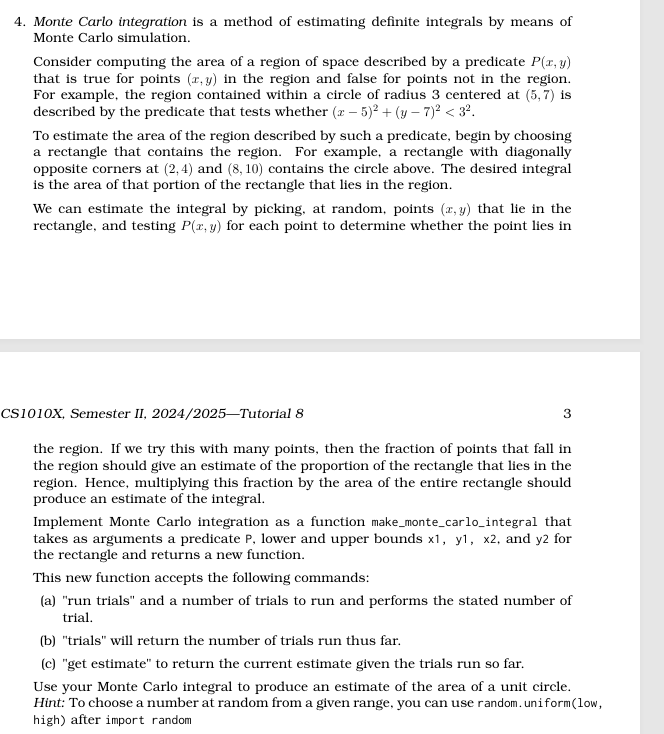 4. Monte Carlo integration is a method of estimating definite integrals by means of
Monte Carlo simulation.
Consider computing the area of a region of space described by a predicate P(x, y)
that is true for points (x, y) in the region and false for points not in the region.
For example, the region contained within a circle of radius 3 centered at (5, 7) is
described by the predicate that tests whether (x − 5)² + (y − 7)² < 3².
To estimate the area of the region described by such a predicate, begin by choosing
a rectangle that contains the region. For example, a rectangle with diagonally
opposite corners at (2, 4) and (8, 10) contains the circle above. The desired integral
is the area of that portion of the rectangle that lies in the region.
We can estimate the integral by picking, at random, points (x, y) that lie in the
rectangle, and testing P(x, y) for each point to determine whether the point lies in
CS1010X, Semester II, 2024/2025—Tutorial 8 3
the region. If we try this with many points, then the fraction of points that fall in
the region should give an estimate of the proportion of the rectangle that lies in the
region. Hence, multiplying this fraction by the area of the entire rectangle should
produce an estimate of the integral.
Implement Monte Carlo integration as a function make_monte_carlo_integral that
takes as arguments a predicate P, lower and upper bounds x1, y1, x2, and y2 for
the rectangle and returns a new function.
This new function accepts the following commands:
(a) "run trials" and a number of trials to run and performs the stated number of
trial.
(b) "trials" will return the number of trials run thus far.
(c) "get estimate" to return the current estimate given the trials run so far.
Use your Monte Carlo integral to produce an estimate of the area of a unit circle.
Hint: To choose a number at random from a given range, you can use random.uniform(low,
high) after import random